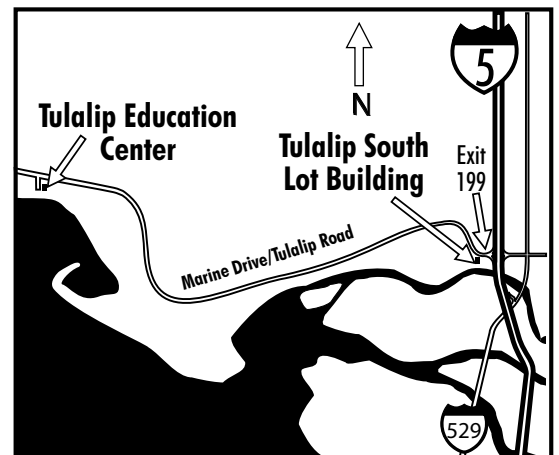 5
N
Tulalip Education
Center
Tulalip South
Lot Building
Exit
199
Marine Drive/Tulalip Road
529